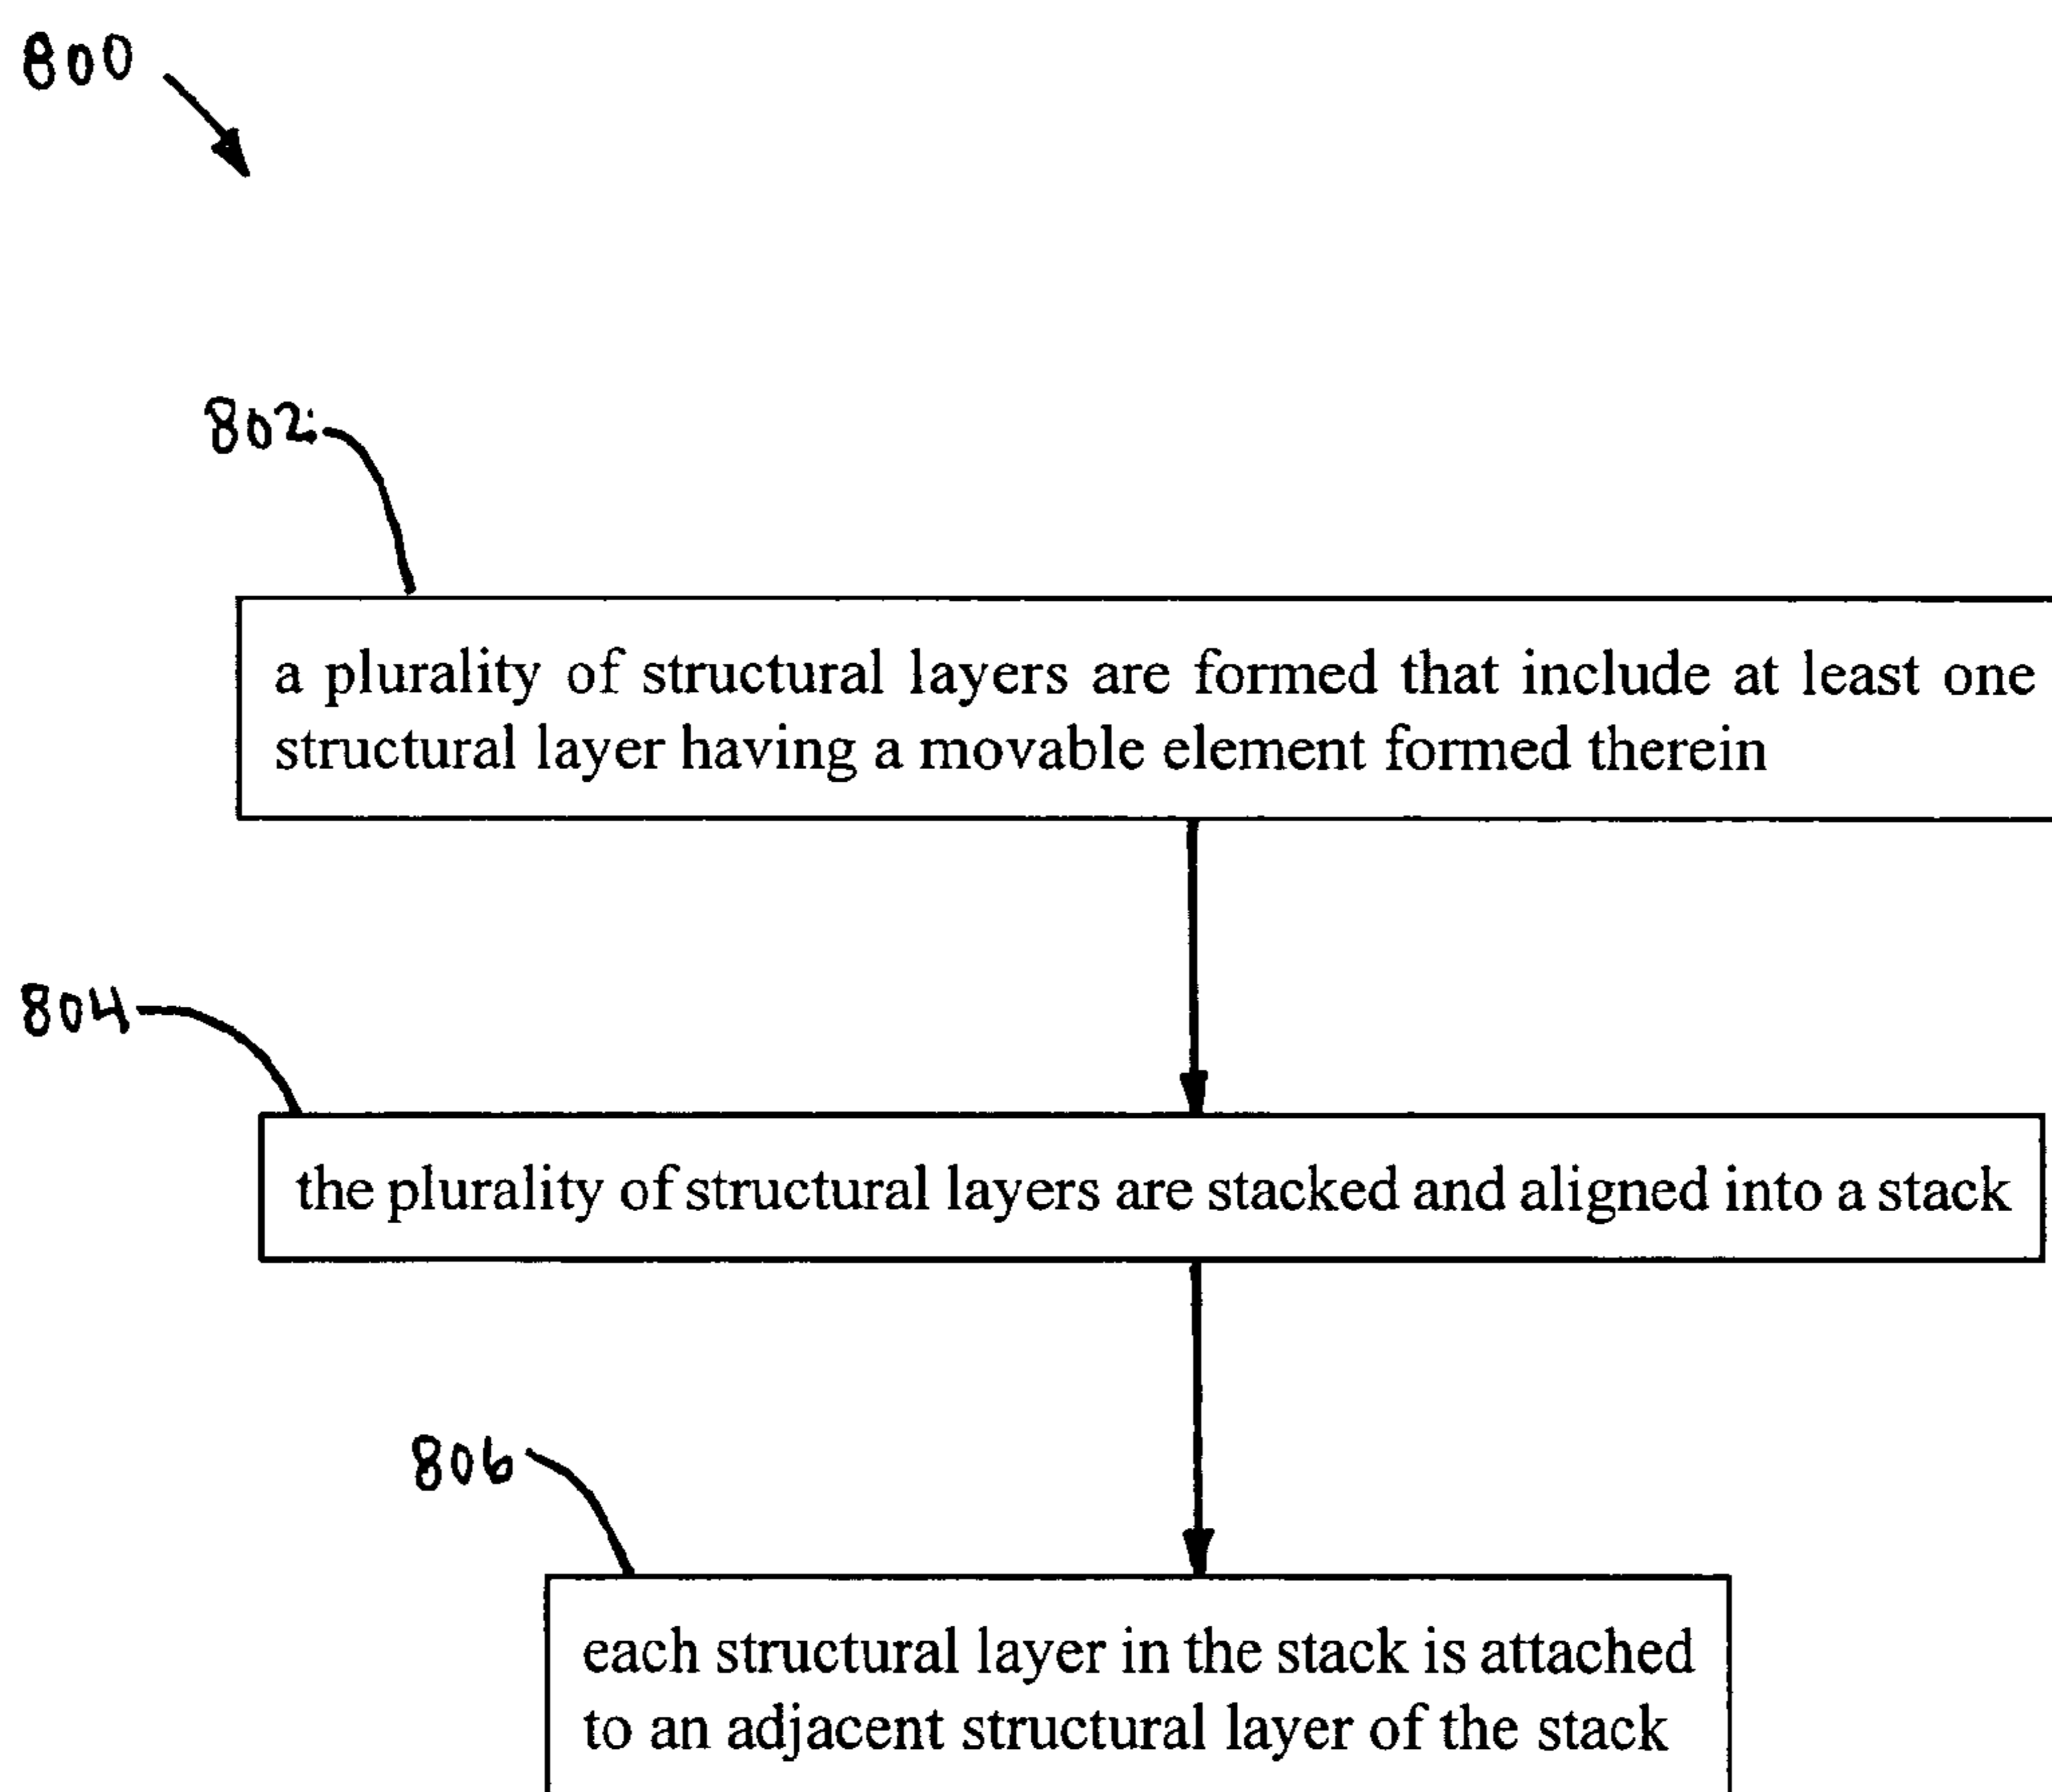 800
802
a plurality of structural layers are formed that include at least one
structural layer having a movable element formed therein
804
the plurality of structural layers are stacked and aligned into a stack
806
each structural layer in the stack is attached
to an adjacent structural layer of the stack